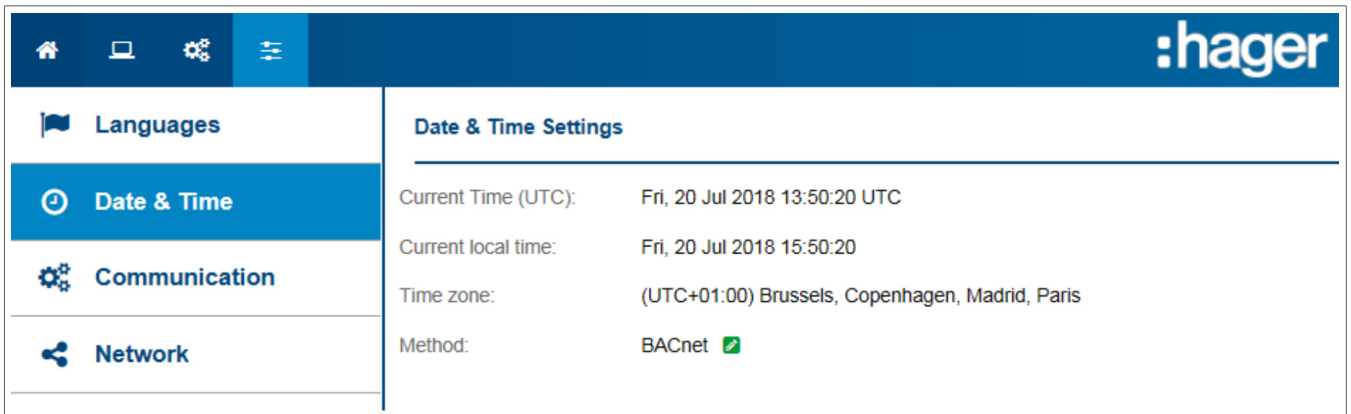 :hager
Languages
Date & Time
Communication
Network
Date & Time Settings
Current Time (UTC): Fri, 20 Jul 2018 13:50:20 UTC
Current local time: Fri, 20 Jul 2018 15:50:20
Time zone: (UTC+01:00) Brussels, Copenhagen, Madrid, Paris
Method: BACnet